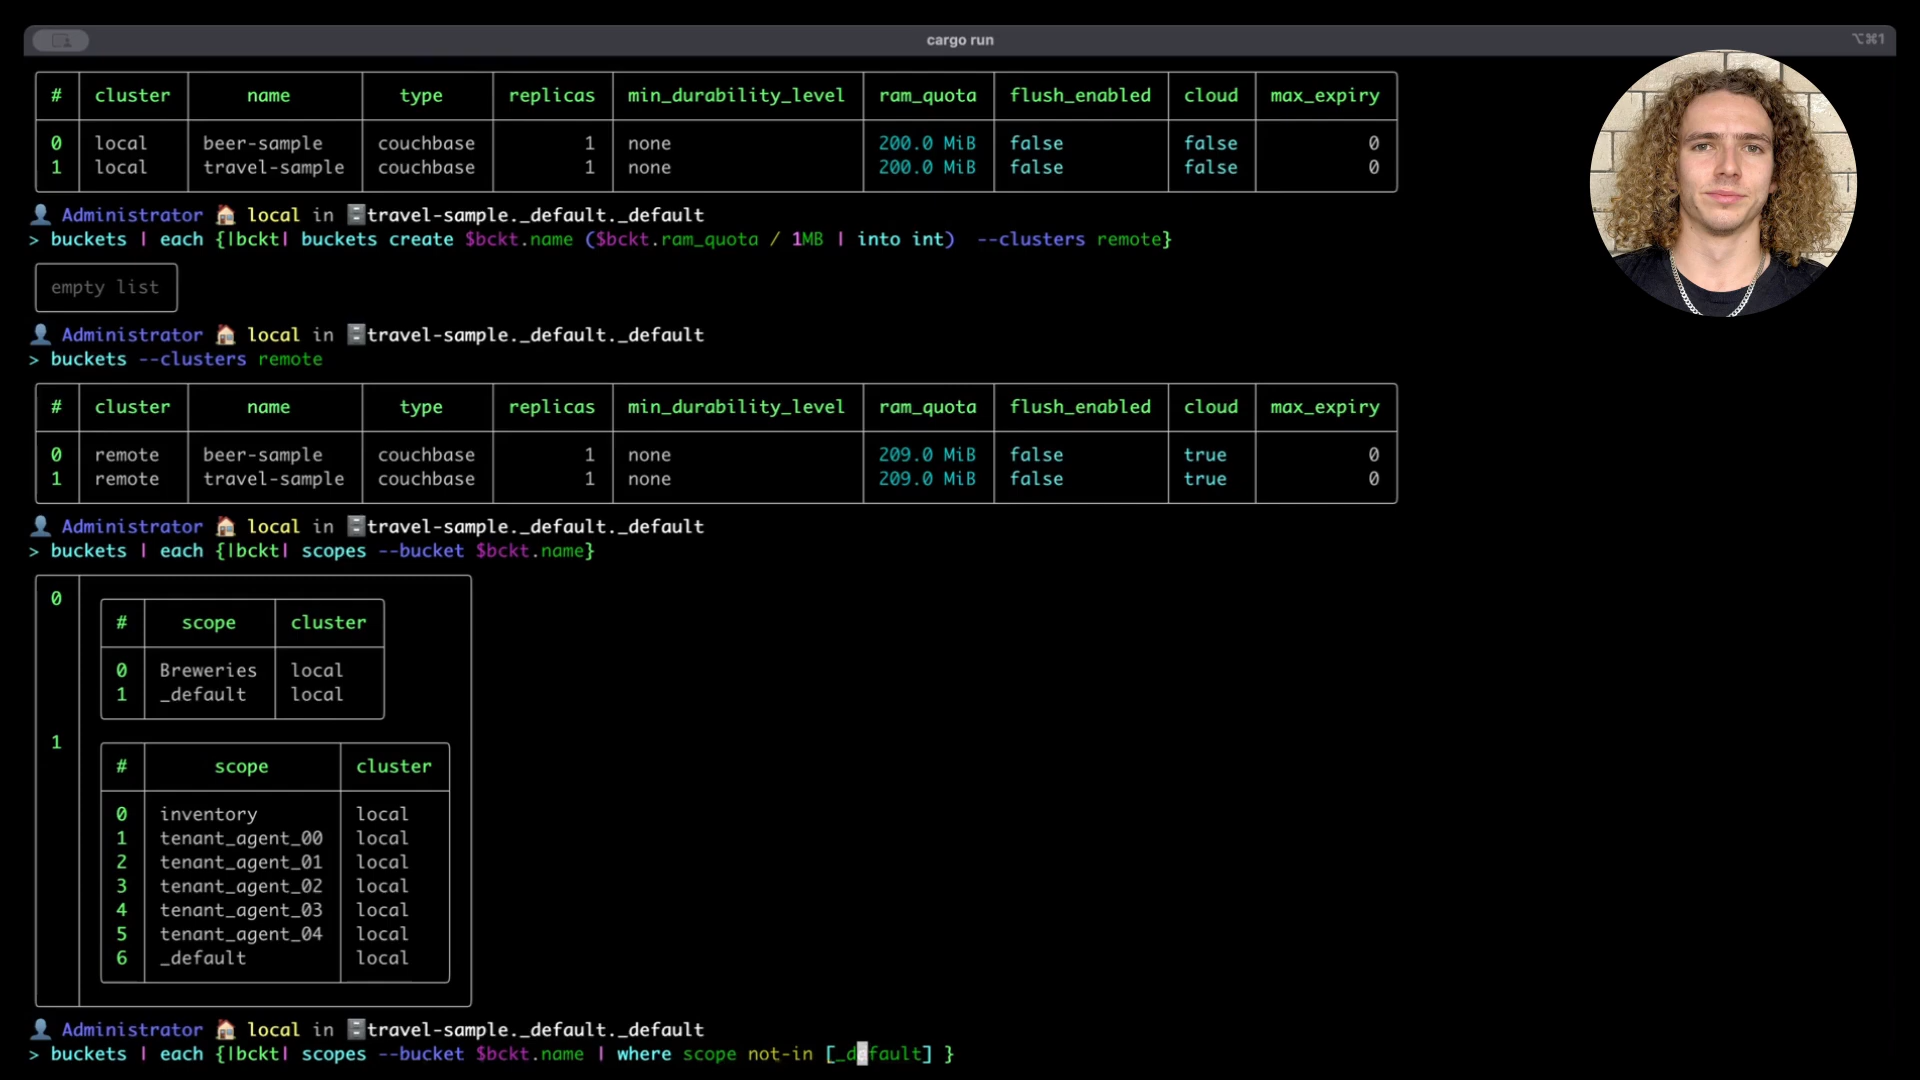 cargo run
⌥⌘1
# cluster name type replicas min_durability_level ram_quota flush_enabled cloud max_expiry
0 local beer-sample couchbase 1 none 200.0 MiB false false 0
1 local travel-sample couchbase 1 none 200.0 MiB false false 0
👤 Administrator 🏠 local in 🗄travel-sample._default._default
> buckets | each {|bckt| buckets create $bckt.name ($bckt.ram_quota / 1MB | into int)  --clusters remote}
empty list
👤 Administrator 🏠 local in 🗄travel-sample._default._default
> buckets --clusters remote
# cluster name type replicas min_durability_level ram_quota flush_enabled cloud max_expiry
0 remote beer-sample couchbase 1 none 209.0 MiB false true 0
1 remote travel-sample couchbase 1 none 209.0 MiB false true 0
👤 Administrator 🏠 local in 🗄travel-sample._default._default
> buckets | each {|bckt| scopes --bucket $bckt.name}
0
# scope cluster
0 Breweries local
1 _default local
1
# scope cluster
0 inventory local
1 tenant_agent_00 local
2 tenant_agent_01 local
3 tenant_agent_02 local
4 tenant_agent_03 local
5 tenant_agent_04 local
6 _default local
👤 Administrator 🏠 local in 🗄travel-sample._default._default
> buckets | each {|bckt| scopes --bucket $bckt.name | where scope not-in [_default] }